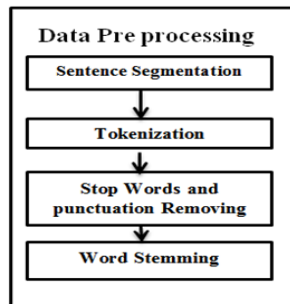 Data Pre processing
Sentence Segmentation
Tokenization
Stop Words and
punctuation Removing
Word Stemming